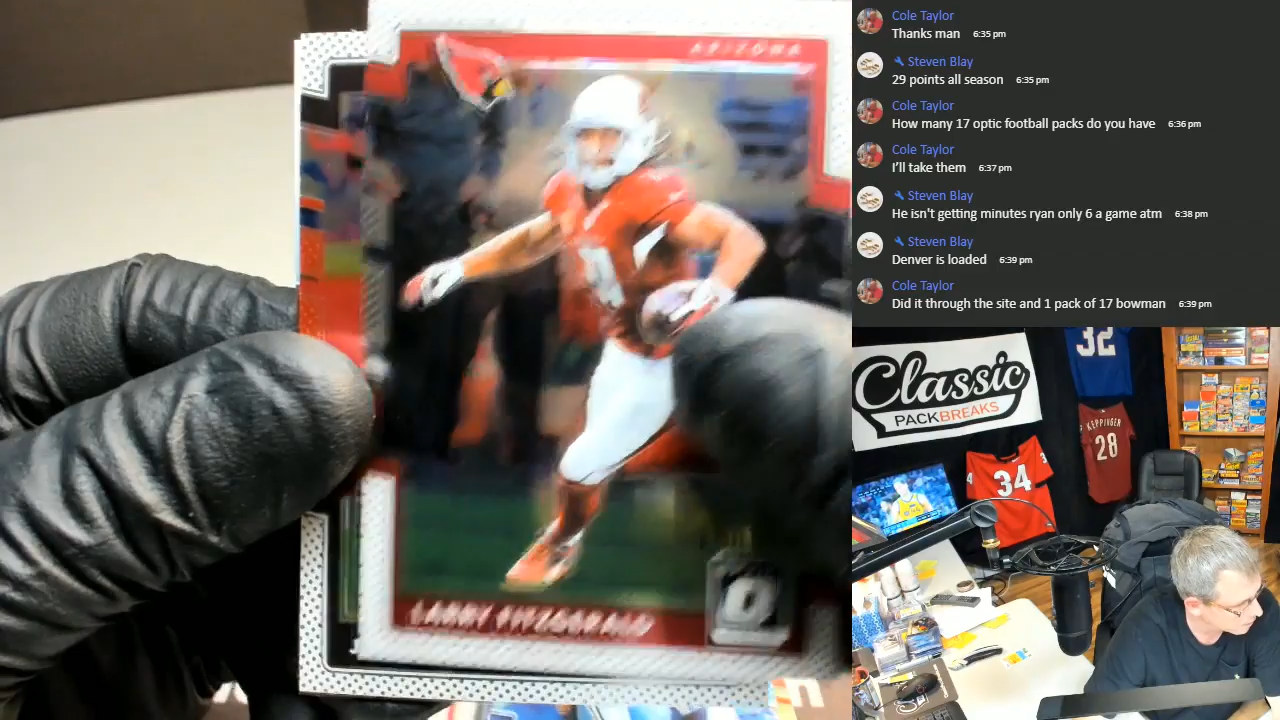 ARIZONA
LARRY FITZGERALD
Cole Taylor
Thanks man 6:35 pm
Steven Blay
29 points all season 6:35 pm
Cole Taylor
How many 17 optic football packs do you have 6:36 pm
Cole Taylor
I'll take them 6:37 pm
Steven Blay
He isn't getting minutes ryan only 6 a game atm 6:38 pm
Steven Blay
Denver is loaded 6:39 pm
Cole Taylor
Did it through the site and 1 pack of 17 bowman 6:39 pm
Classic
PACKBREAKS
32
KEPPINGER
28
34